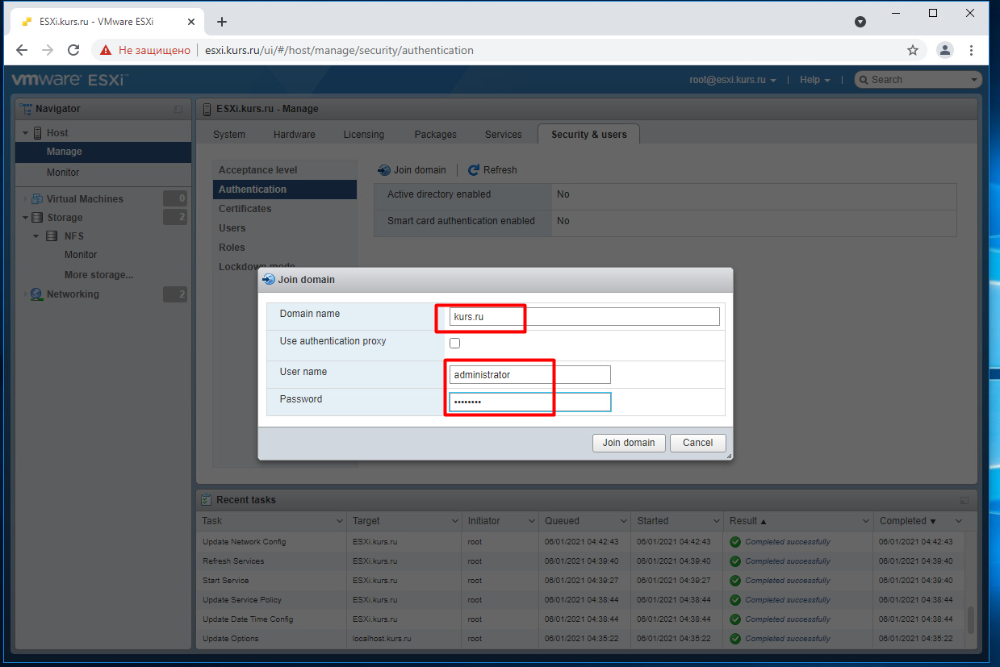 ESXi.kurs.ru - VMware ESXi
Не защищено esxi.kurs.ru/ui/#/host/manage/security/authentication
vmware ESXi™ root@esxi.kurs.ru Help Search
Navigator
Host
Manage
Monitor
Virtual Machines 0
Storage 2
NFS
Monitor
More storage...
Networking 2
ESXi.kurs.ru - Manage
System Hardware Licensing Packages Services Security & users
Acceptance level
Authentication
Certificates
Users
Roles
Lockdown mode
Join domain Refresh
Active directory enabled No
Smart card authentication enabled No
Join domain
Domain name kurs.ru
Use authentication proxy
User name administrator
Password ••••••••
Join domain Cancel
Recent tasks
Task Target Initiator Queued Started Result Completed
Update Network Config ESXi.kurs.ru root 06/01/2021 04:42:43 06/01/2021 04:42:43 Completed successfully 06/01/2021 04:42:43
Refresh Services ESXi.kurs.ru root 06/01/2021 04:39:40 06/01/2021 04:39:40 Completed successfully 06/01/2021 04:39:40
Start Service ESXi.kurs.ru root 06/01/2021 04:39:27 06/01/2021 04:39:27 Completed successfully 06/01/2021 04:39:40
Update Service Policy ESXi.kurs.ru root 06/01/2021 04:38:44 06/01/2021 04:38:44 Completed successfully 06/01/2021 04:38:44
Update Date Time Config ESXi.kurs.ru root 06/01/2021 04:38:44 06/01/2021 04:38:44 Completed successfully 06/01/2021 04:38:44
Update Options localhost.kurs.ru root 06/01/2021 04:35:22 06/01/2021 04:35:22 Completed successfully 06/01/2021 04:35:22